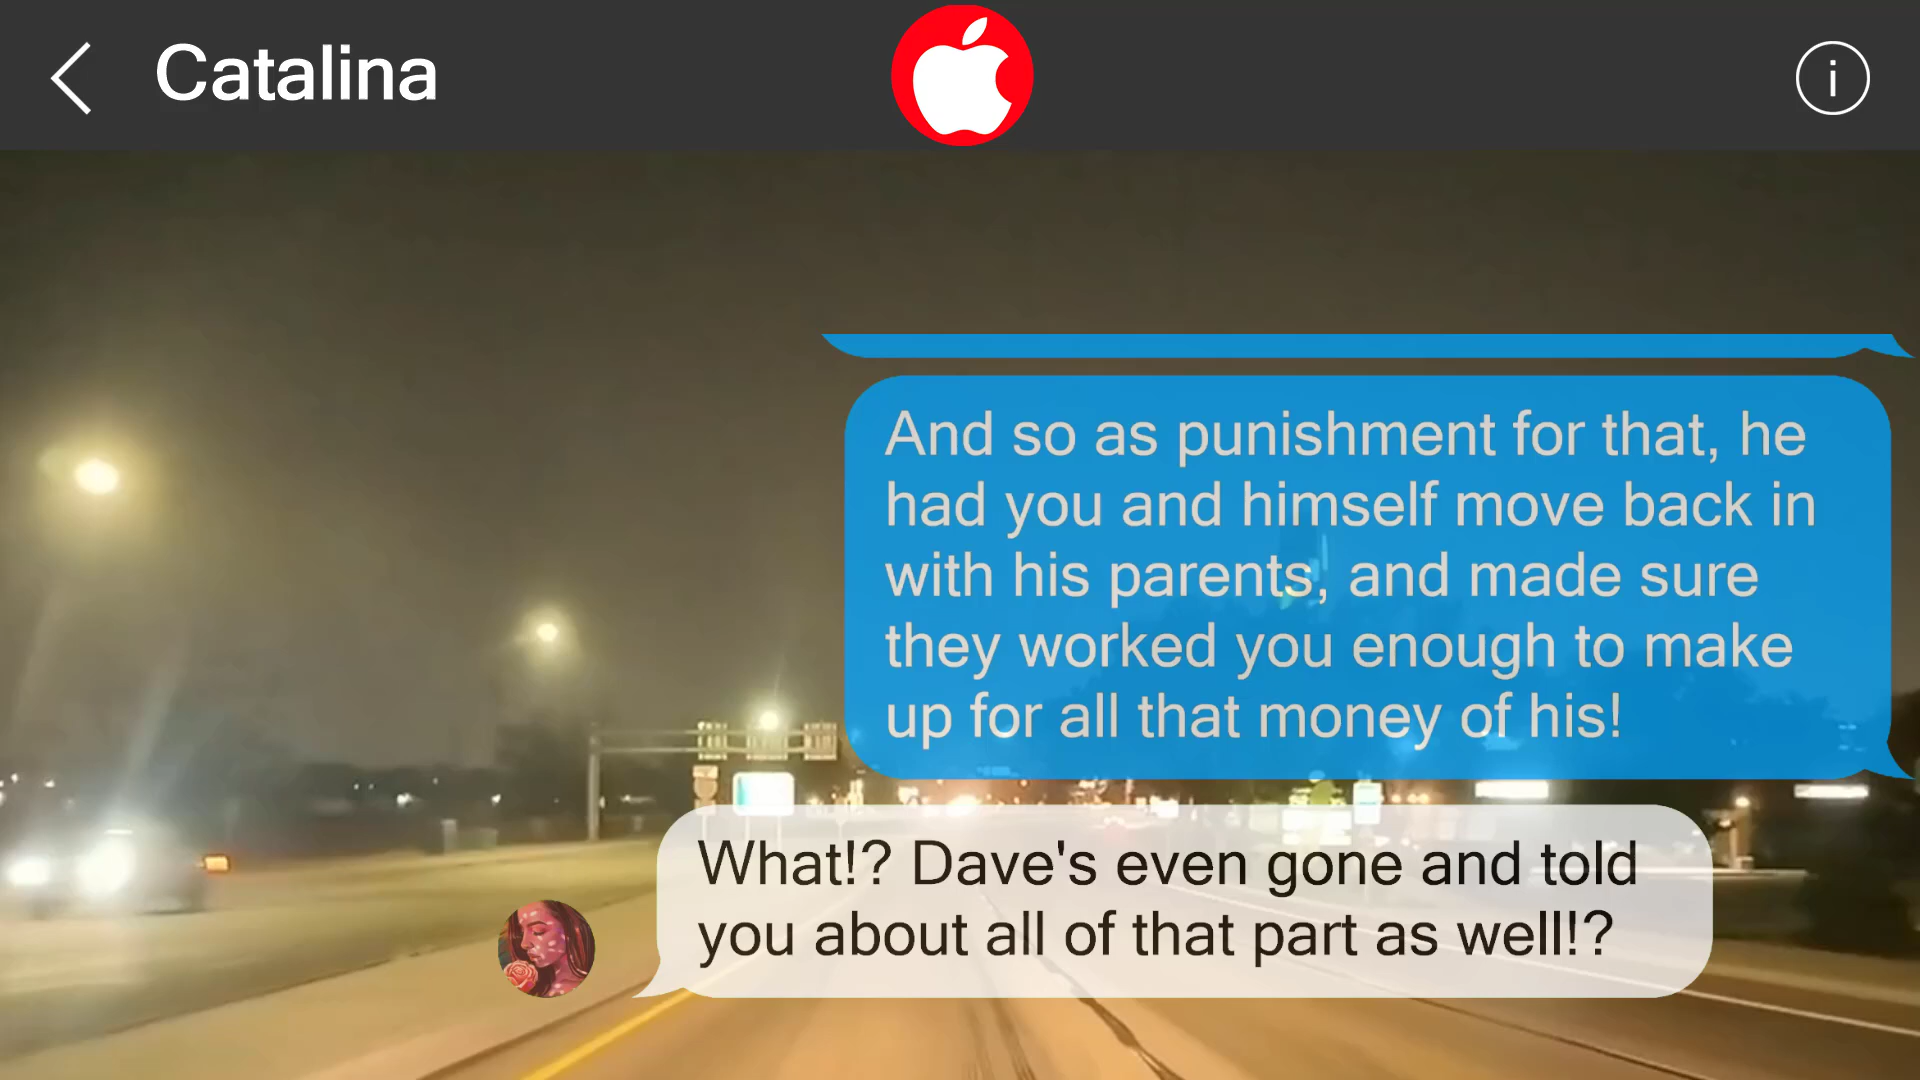 Catalina
i
And so as punishment for that, he
had you and himself move back in
with his parents, and made sure
they worked you enough to make
up for all that money of his!
What!? Dave's even gone and told
you about all of that part as well!?